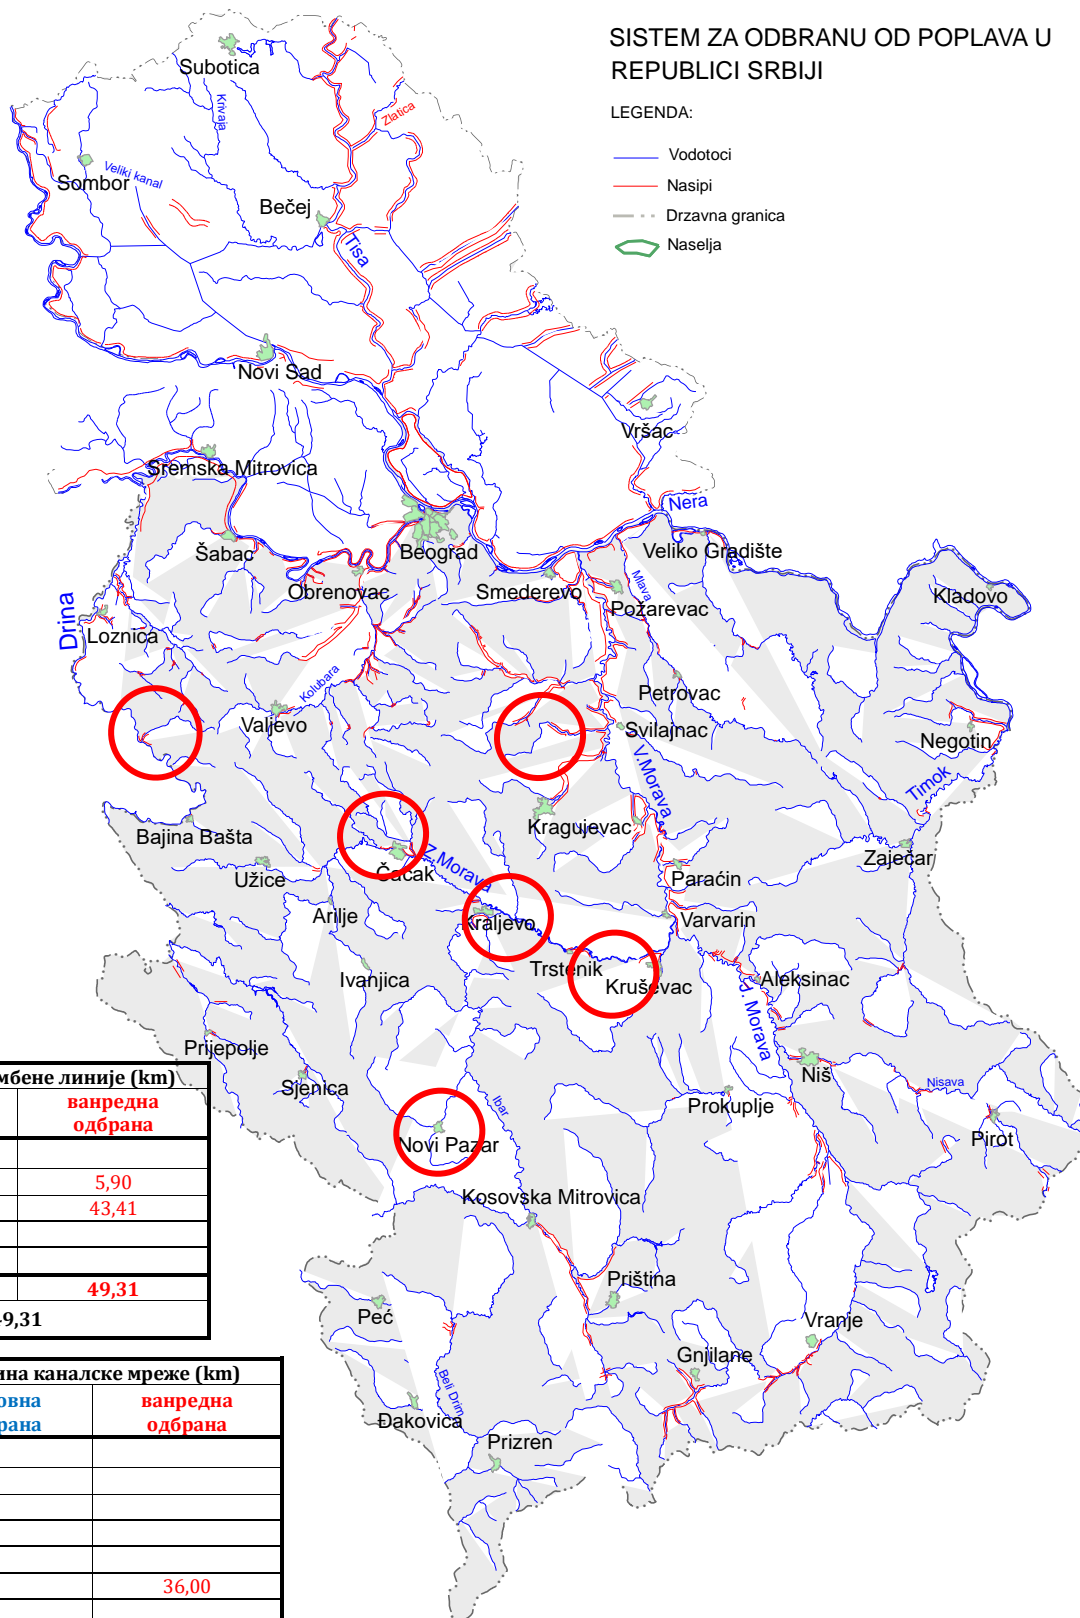 SISTEM ZA ODBRANU OD POPLAVA U
REPUBLICI SRBIJI
LEGENDA:
Vodotoci
Nasipi
Drzavna granica
Naselja
Subotica
Krivaja
Zlatica
Sombor
Veliki kanal
Bečej
Tisa
Novi Sad
Vršac
Sremska Mitrovica
Nera
Šabac
Beograd
Veliko Gradište
Obrenovac
Smederevo
Mlava
Požarevac
Kladovo
Drina
Loznica
Kolubara
Petrovac
Valjevo
Svilajnac
Negotin
V.Morava
Timok
Bajina Bašta
Kragujevac
Zaječar
Užice
Čačak
Z.Morava
Paraćin
Arilje
Kraljevo
Varvarin
Ivanjica
Trstenik
Kruševac
Aleksinac
J. Morava
Prijepolje
Sjenica
Niš
Nisava
Ibar
Prokuplje
Pirot
Novi Pazar
Kosovska Mitrovica
Priština
Peć
Vranje
Gnjilane
Beli Drim
Đakovica
Prizren
мбене линије (km)
ванредна
одбрана
5,90
43,41
49,31
9,31
ина каналске мреже (km)
овна ванредна
рана одбрана
36,00